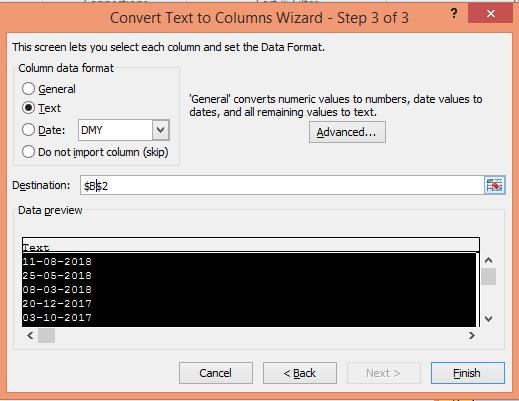 Convert Text to Columns Wizard - Step 3 of 3
?
This screen lets you select each column and set the Data Format.
Column data format
General
Text
Date: DMY
Do not import column (skip)
'General' converts numeric values to numbers, date values to
dates, and all remaining values to text.
Advanced...
Destination: $B$2
Data preview
Text
11-08-2018
25-05-2018
08-03-2018
20-12-2017
03-10-2017
Cancel
< Back
Next >
Finish